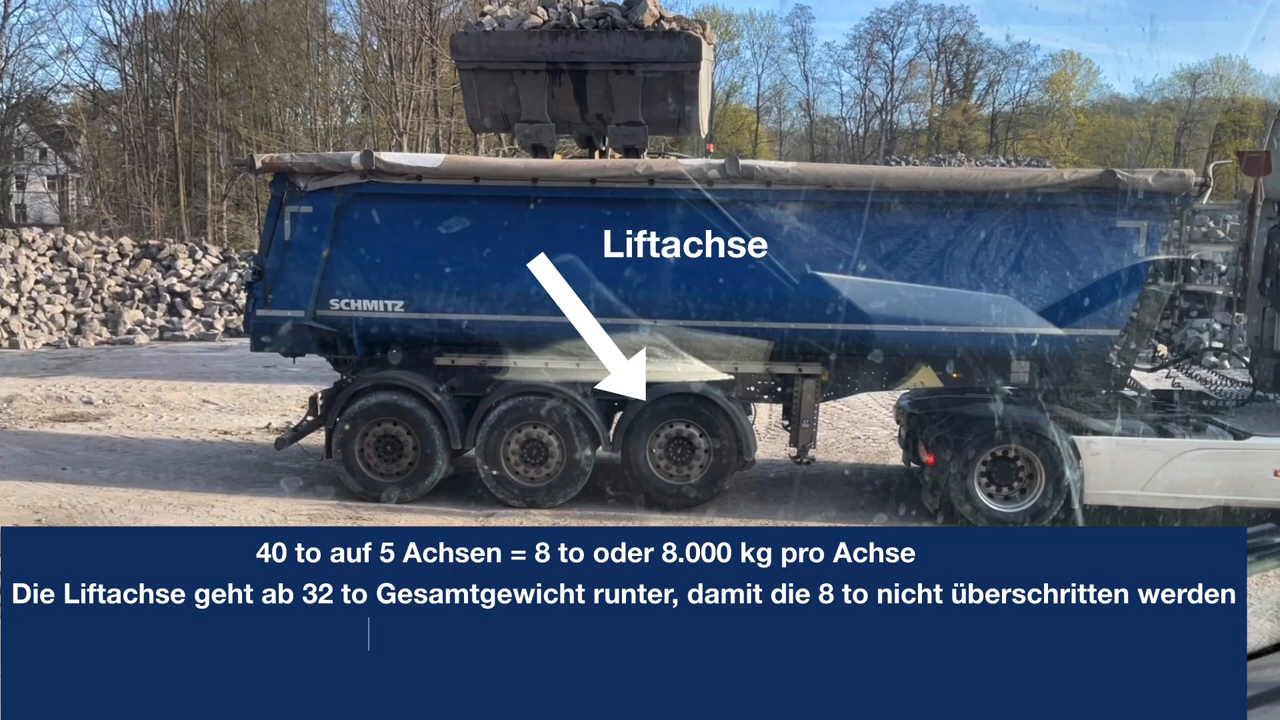 Liftachse
SCHMITZ
40 to auf 5 Achsen = 8 to oder 8.000 kg pro Achse
Die Liftachse geht ab 32 to Gesamtgewicht runter, damit die 8 to nicht überschritten werden